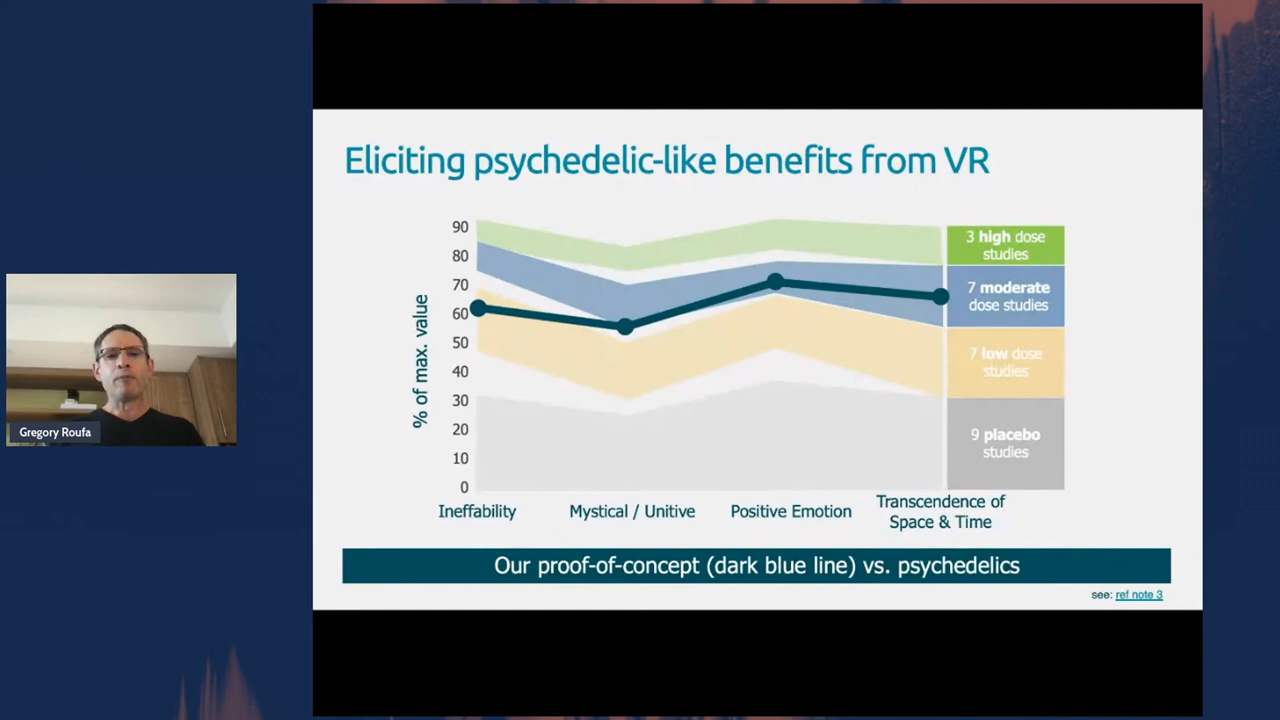 Eliciting psychedelic-like benefits from VR
90
80
70
60
50
40
30
20
10
0
% of max. value
3 high dose
studies
7 moderate
dose studies
7 low dose
studies
9 placebo
studies
Ineffability
Mystical / Unitive
Positive Emotion
Transcendence of
Space & Time
Our proof-of-concept (dark blue line) vs. psychedelics
see: ref note 3
Gregory Roufa